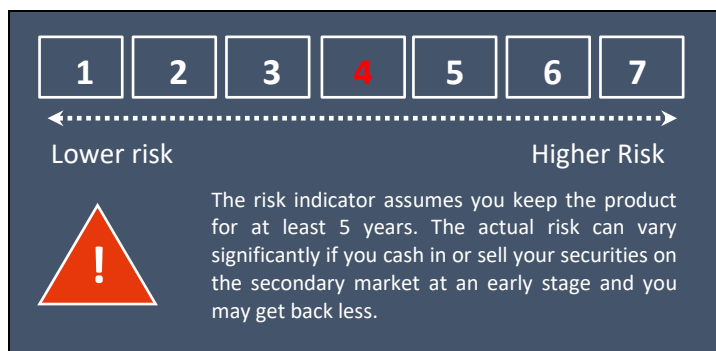 1 2 3 4 5 6 7
Lower risk Higher Risk
The risk indicator assumes you keep the product
for at least 5 years. The actual risk can vary
significantly if you cash in or sell your securities on
the secondary market at an early stage and you
may get back less.
!